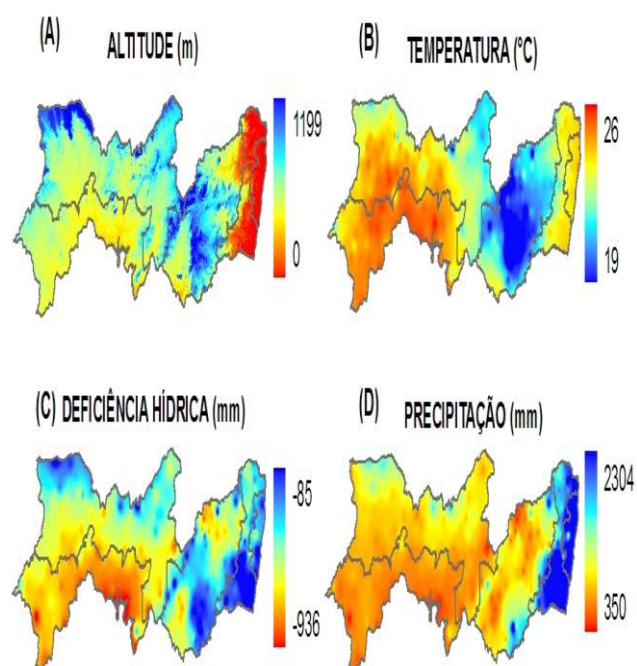 (A)
ALTITUDE (m)
1199
0
(B)
TEMPERATURA (°C)
26
19
(C) DEFICIÊNCIA HÍDRICA (mm)
-85
-936
(D)
PRECIPITAÇÃO (mm)
2304
350